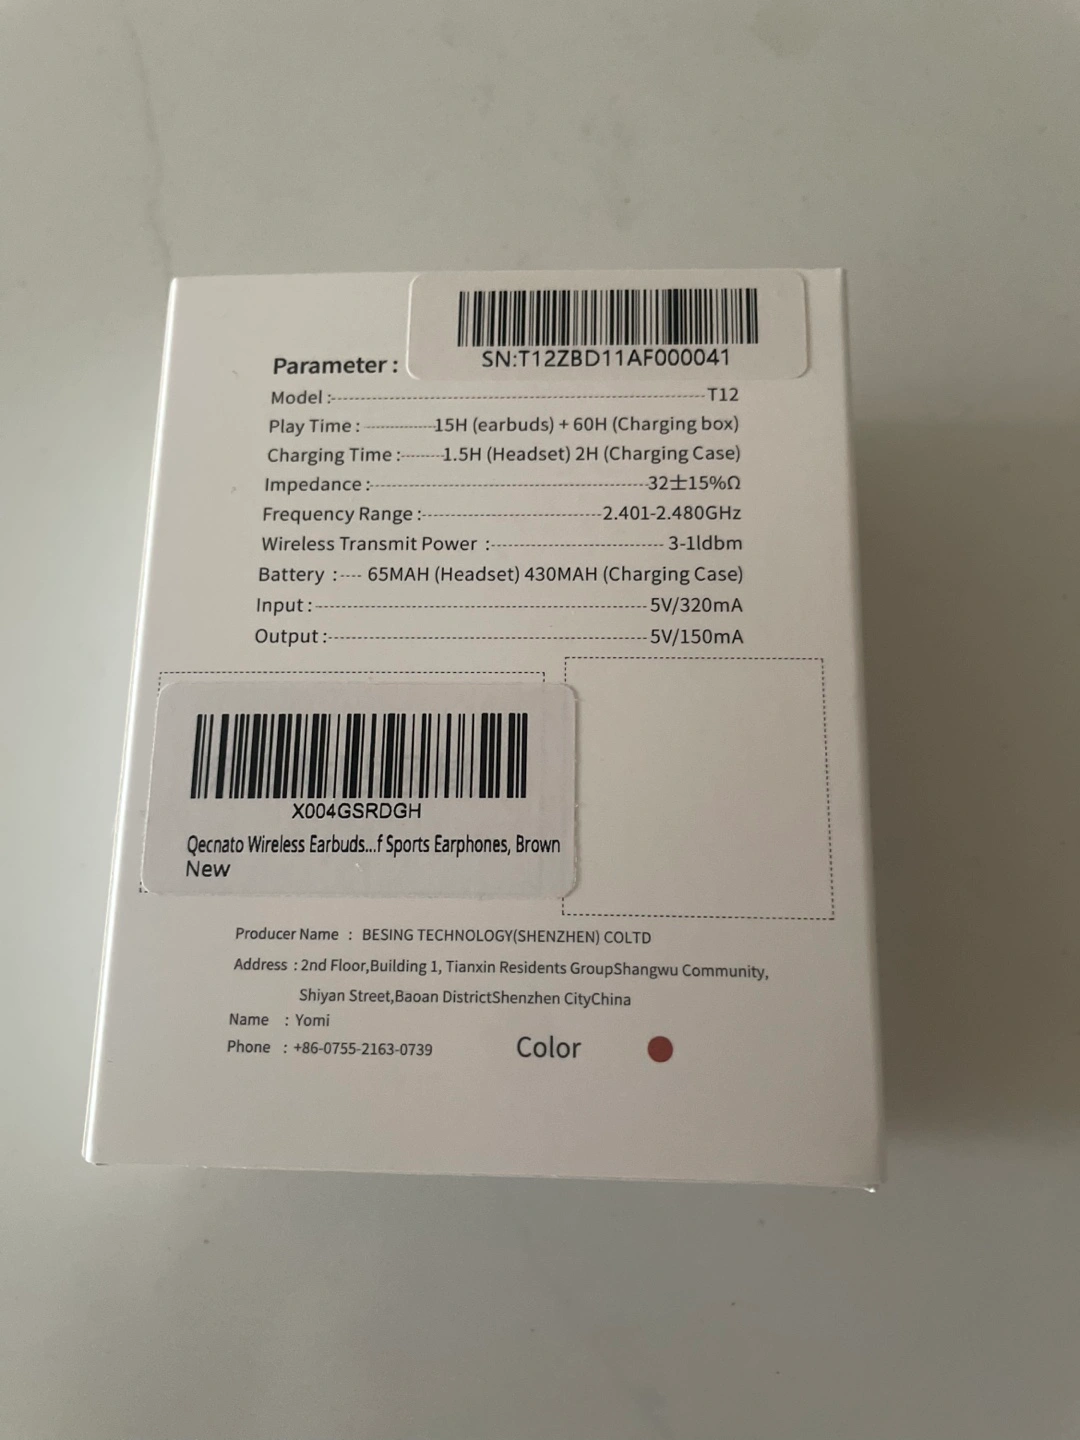 SN:T12ZBD11AF000041
Parameter :
Model :----T12
Play Time : ----15H (earbuds) + 60H (Charging box)
Charging Time :----1.5H (Headset) 2H (Charging Case)
Impedance :----32±15%Ω
Frequency Range :----2.401-2.480GHz
Wireless Transmit Power :---- 3-1ldbm
Battery :---- 65MAH (Headset) 430MAH (Charging Case)
Input :----5V/320mA
Output :----5V/150mA
X004GSRDGH
Qecnato Wireless Earbuds...f Sports Earphones, Brown
New
Producer Name : BESING TECHNOLOGY(SHENZHEN) COLTD
Address : 2nd Floor,Building 1, Tianxin Residents GroupShangwu Community,
Shiyan Street,Baoan DistrictShenzhen CityChina
Name : Yomi
Phone : +86-0755-2163-0739
Color